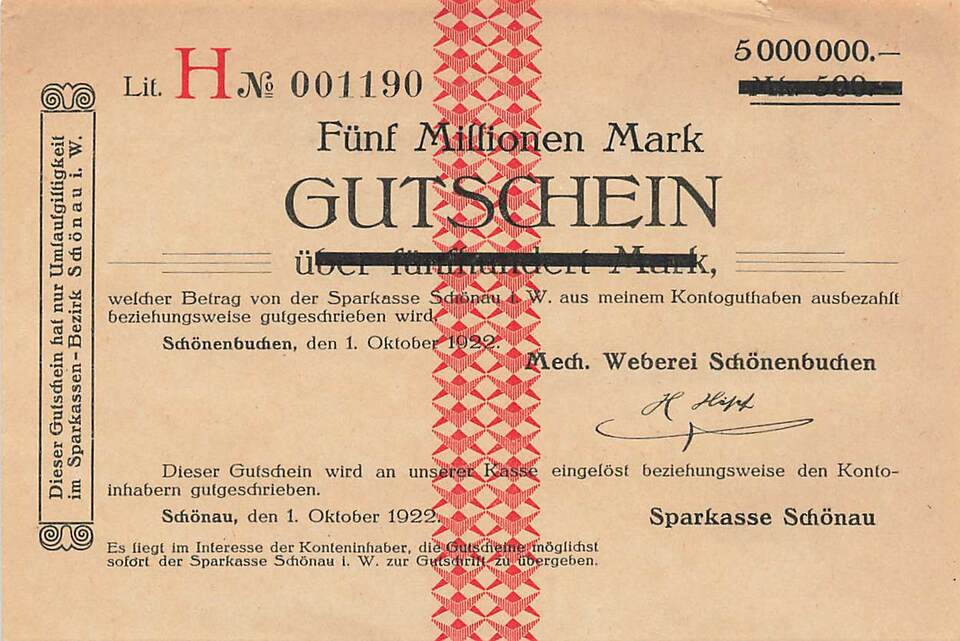 Lit. H № 001190
5000000.—
Mk. 500.—
Fünf Millionen Mark
GUTSCHEIN
über fünfhundert Mark,
welcher Betrag von der Sparkasse Schönau i. W. aus meinem Kontoguthaben ausbezahlt
beziehungsweise gutgeschrieben wird.
Schönenbuchen, den 1. Oktober 1922.
Mech. Weberei Schönenbuchen
Dieser Gutschein wird an unserer Kasse eingelöst beziehungsweise den Konto-
inhabern gutgeschrieben.
Schönau, den 1. Oktober 1922.
Sparkasse Schönau
Es liegt im Interesse der Konteninhaber, die Gutscheine möglichst
sofort der Sparkasse Schönau i. W. zur Gutschrift zu übergeben.
Dieser Gutschein hat nur Umlaufgiltigkeit
im Sparkassen-Bezirk Schönau i. W.